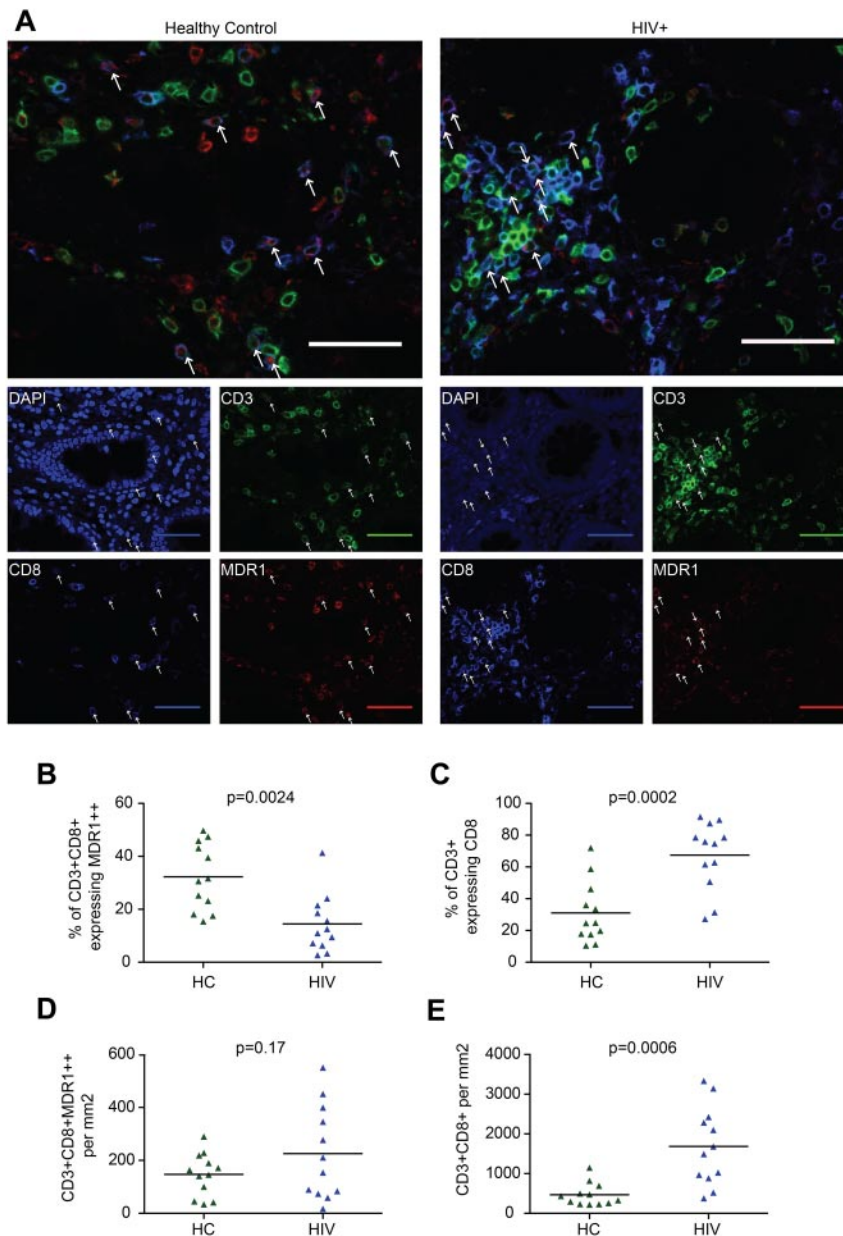 A
Healthy Control
HIV+
DAPI
CD3
DAPI
CD3
CD8
MDR1
CD8
MDR1
B
p=0.0024
% of CD3+CD8+
expressing MDR1++
60
40
20
0
HC
HIV
C
p=0.0002
% of CD3+
expressing CD8
100
80
60
40
20
0
HC
HIV
D
p=0.17
CD3+CD8+MDR1++
per mm2
600
400
200
0
HC
HIV
E
p=0.0006
CD3+CD8+ per mm2
4000
3000
2000
1000
0
HC
HIV